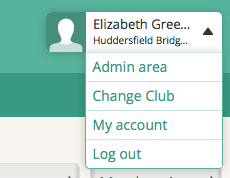 Elizabeth Gree...
Huddersfield Bridg...
Admin area
Change Club
My account
Log out